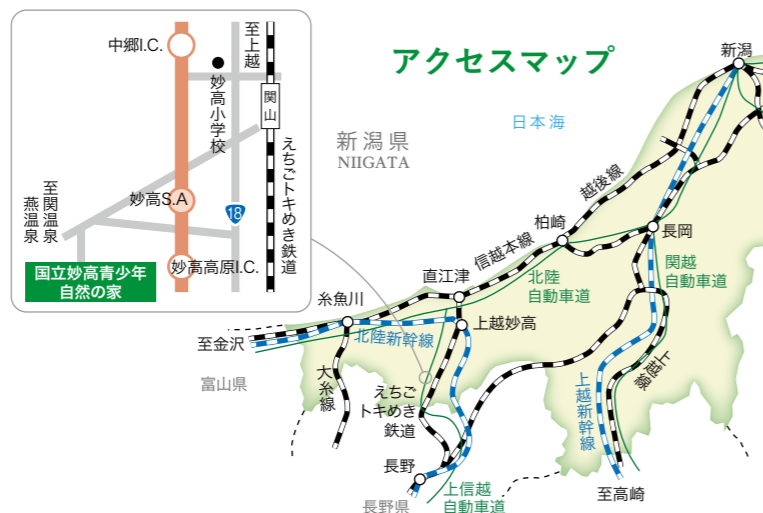 アクセスマップ
中郷I.C.
至上越
妙高小学校
関山
妙高S.A
18
えちごトキめき鉄道
至関温泉
燕温泉
妙高高原I.C.
国立妙高青少年
自然の家
新潟県
NIIGATA
日本海
新潟
越後線
柏崎
長岡
信越本線
直江津
北陸
自動車道
関越
自動車道
糸魚川
上越妙高
北陸新幹線
至金沢
富山県
大糸線
えちご
トキめき
鉄道
上越線
上越新幹線
長野
長野県
上信越
自動車道
至高崎